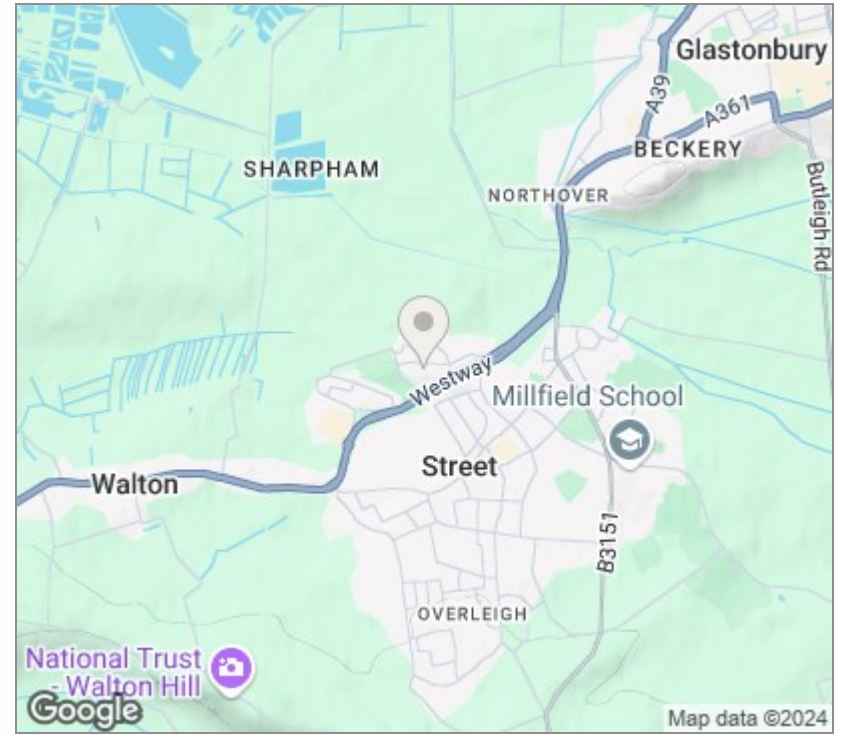 Glastonbury
A39
A361
BECKERY
SHARPHAM
NORTHOVER
Butleigh Rd
Westway
Millfield School
Street
Walton
B3151
OVERLEIGH
National Trust
- Walton Hill
Google
Map data ©2024